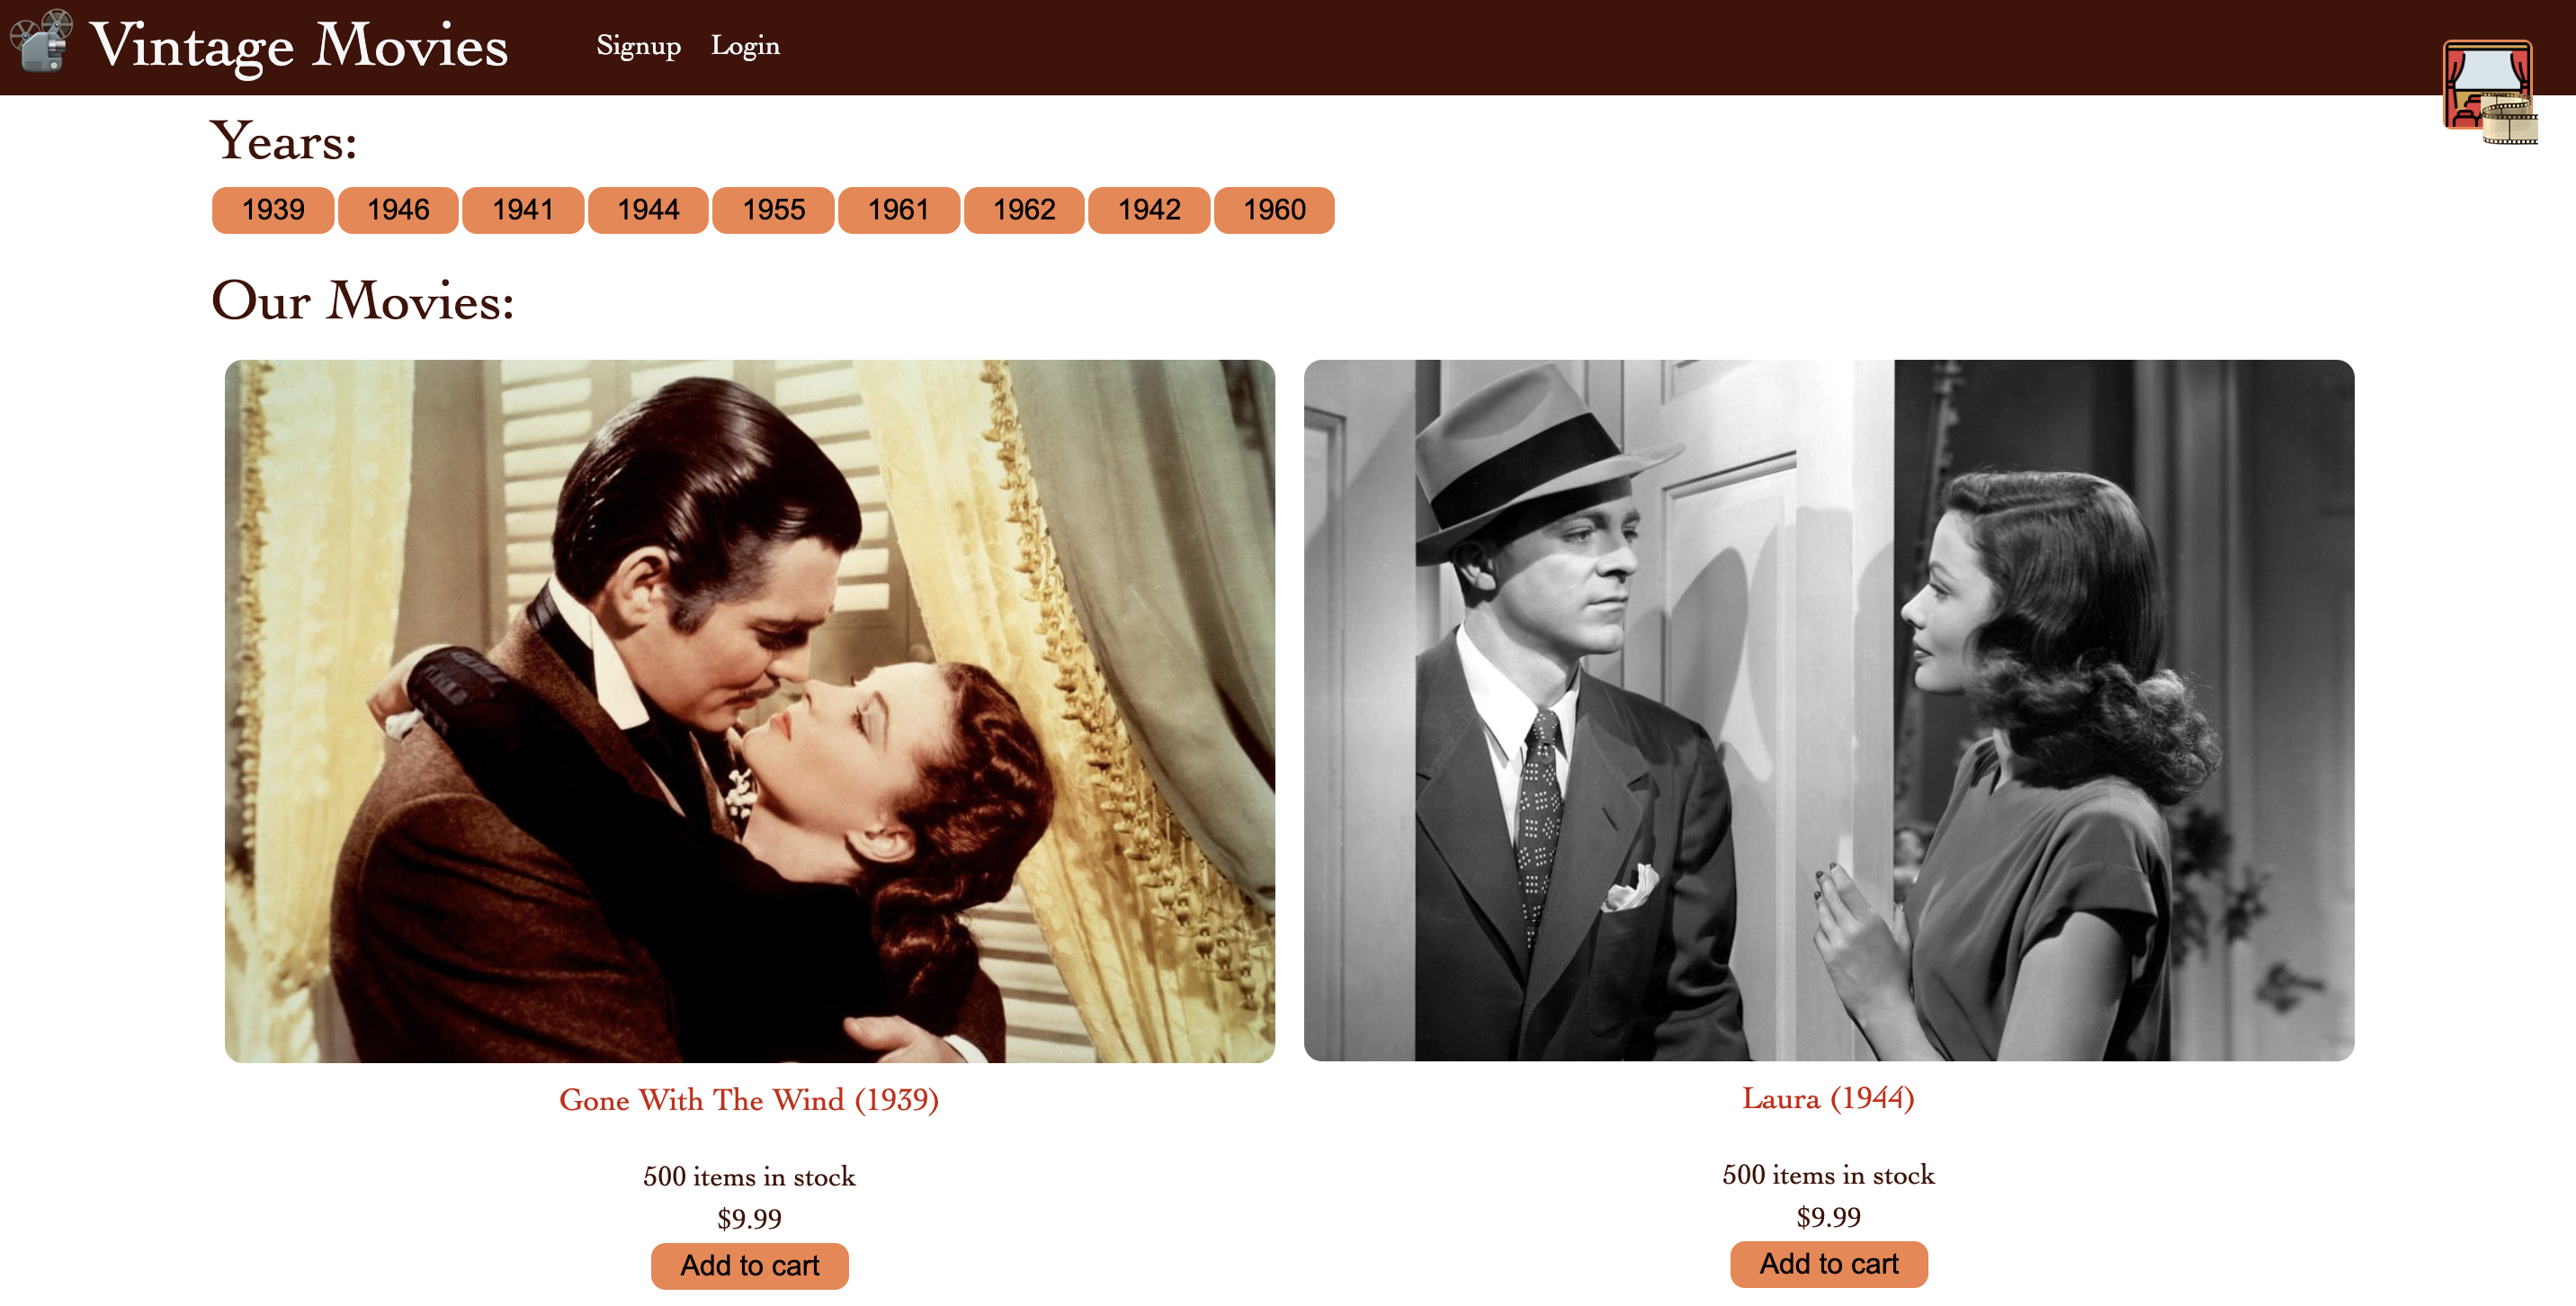 Vintage Movies Signup Login
Years:
1939 1946 1941 1944 1955 1961 1962 1942 1960
Our Movies:
Gone With The Wind (1939)
500 items in stock
$9.99
Add to cart
Laura (1944)
500 items in stock
$9.99
Add to cart